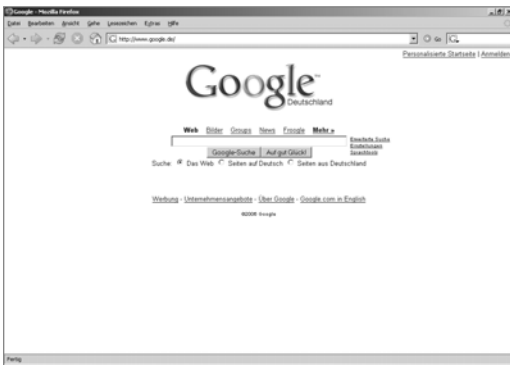 Google - Mozilla Firefox
Datei Bearbeiten Ansicht Gehe Lesezeichen Extras Hilfe
http://www.google.de/ Go
Personalisierte Startseite | Anmelden
Google™
Deutschland
Web Bilder Groups News Froogle Mehr »
Erweiterte Suche
Einstellungen
Sprachtools
Google-Suche Auf gut Glück!
Suche: Das Web Seiten auf Deutsch Seiten aus Deutschland
Werbung - Unternehmensangebote - Über Google - Google.com in English
©2006 Google
Fertig